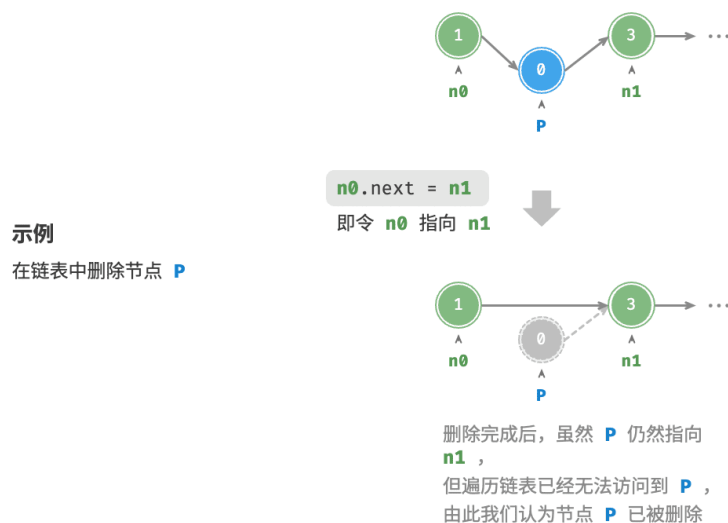 1
0
3
...
n0
n1
P
n0.next = n1
即令 n0 指向 n1
示例
在链表中删除节点 P
1
3
...
0
n0
n1
P
删除完成后，虽然 P 仍然指向
n1 ，
但遍历链表已经无法访问到 P ，
由此我们认为节点 P 已被删除